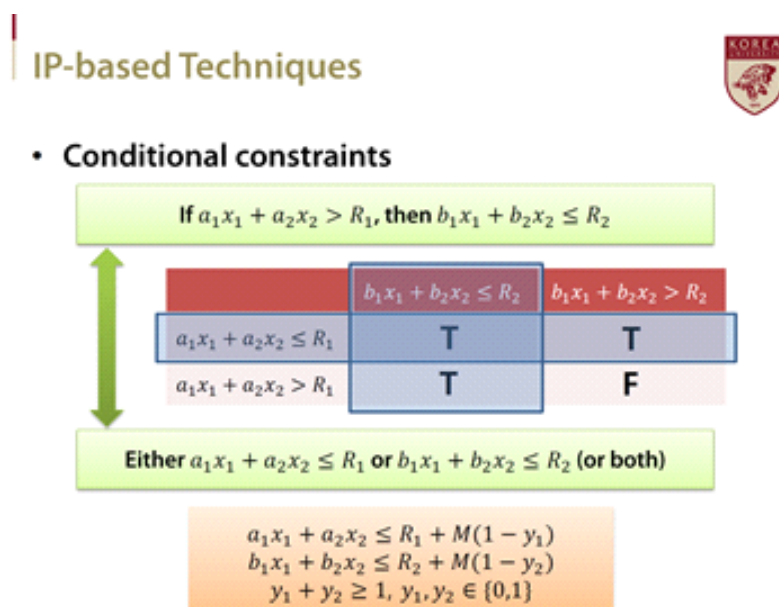 IP-based Techniques
KOREA
• Conditional constraints
If a₁x₁ + a₂x₂ > R₁, then b₁x₁ + b₂x₂ ≤ R₂
b₁x₁ + b₂x₂ ≤ R₂ b₁x₁ + b₂x₂ > R₂
a₁x₁ + a₂x₂ ≤ R₁ T T
a₁x₁ + a₂x₂ > R₁ T F
Either a₁x₁ + a₂x₂ ≤ R₁ or b₁x₁ + b₂x₂ ≤ R₂ (or both)
a₁x₁ + a₂x₂ ≤ R₁ + M(1 − y₁)
b₁x₁ + b₂x₂ ≤ R₂ + M(1 − y₂)
y₁ + y₂ ≥ 1, y₁, y₂ ∈ {0,1}